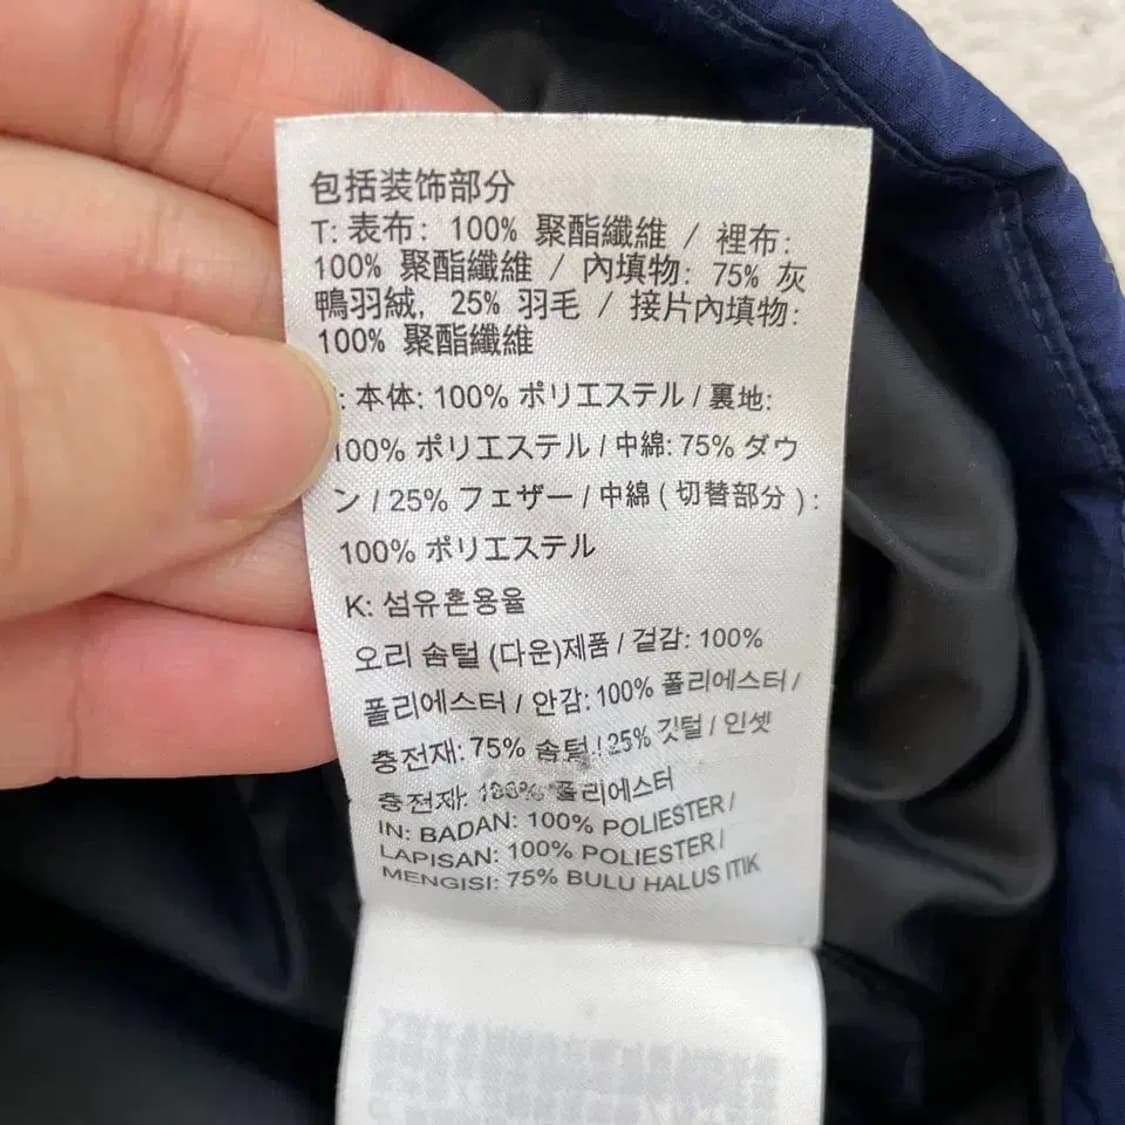 包括装饰部分
T: 表布: 100% 聚酯纖維 / 裡布:
100% 聚酯纖維 / 內填物: 75% 灰
鴨羽絨, 25% 羽毛 / 接片內填物:
100% 聚酯纖維
: 本体: 100% ポリエステル / 裏地:
100% ポリエステル / 中綿: 75% ダウ
ン / 25% フェザー / 中綿 ( 切替部分 ) :
100% ポリエステル
K: 섬유혼용율
오리 솜털 (다운)제품 / 겉감: 100%
폴리에스터 / 안감: 100% 폴리에스터 /
충전재: 75% 솜털 / 25% 깃털 / 인셋
충전재: 100% 폴리에스터
IN: BADAN: 100% POLIESTER /
LAPISAN: 100% POLIESTER /
MENGISI: 75% BULU HALUS ITIK